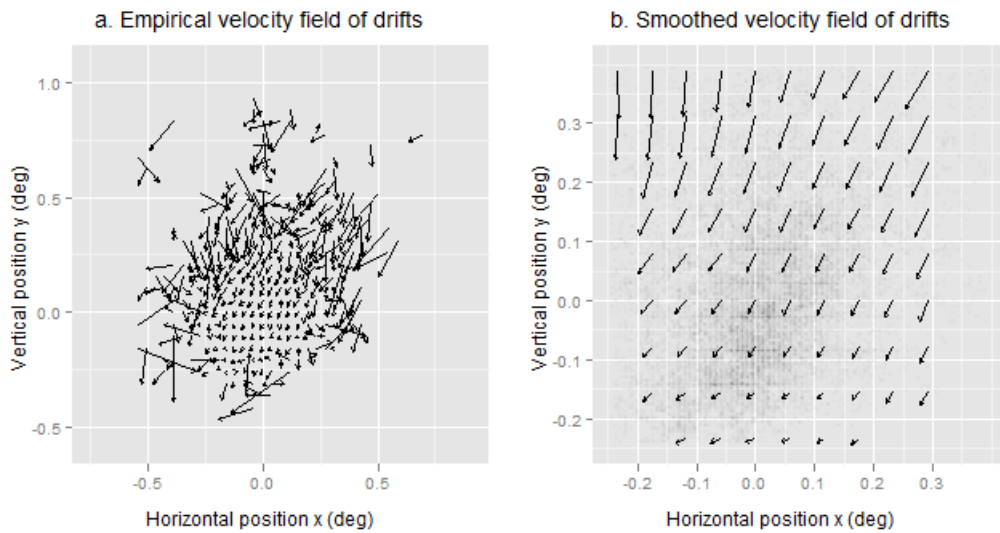 a. Empirical velocity field of drifts
1.0
0.5
0.0
-0.5
Vertical position y (deg)
-0.5 0.0 0.5
Horizontal position x (deg)
b. Smoothed velocity field of drifts
0.3
0.2
0.1
0.0
-0.1
-0.2
Vertical position y (deg)
-0.2 -0.1 0.0 0.1 0.2 0.3
Horizontal position x (deg)